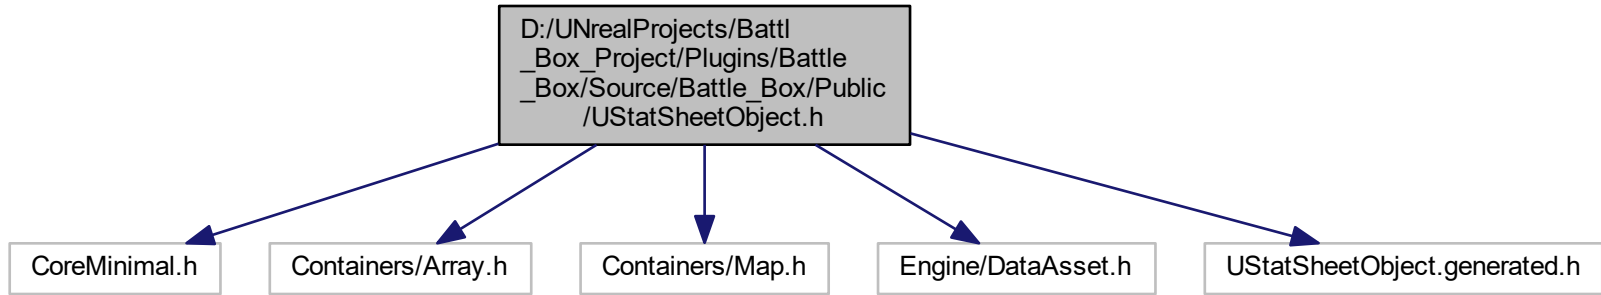 D:/UNrealProjects/Battl
_Box_Project/Plugins/Battle
_Box/Source/Battle_Box/Public
/UStatSheetObject.h
CoreMinimal.h
Containers/Array.h
Containers/Map.h
Engine/DataAsset.h
UStatSheetObject.generated.h